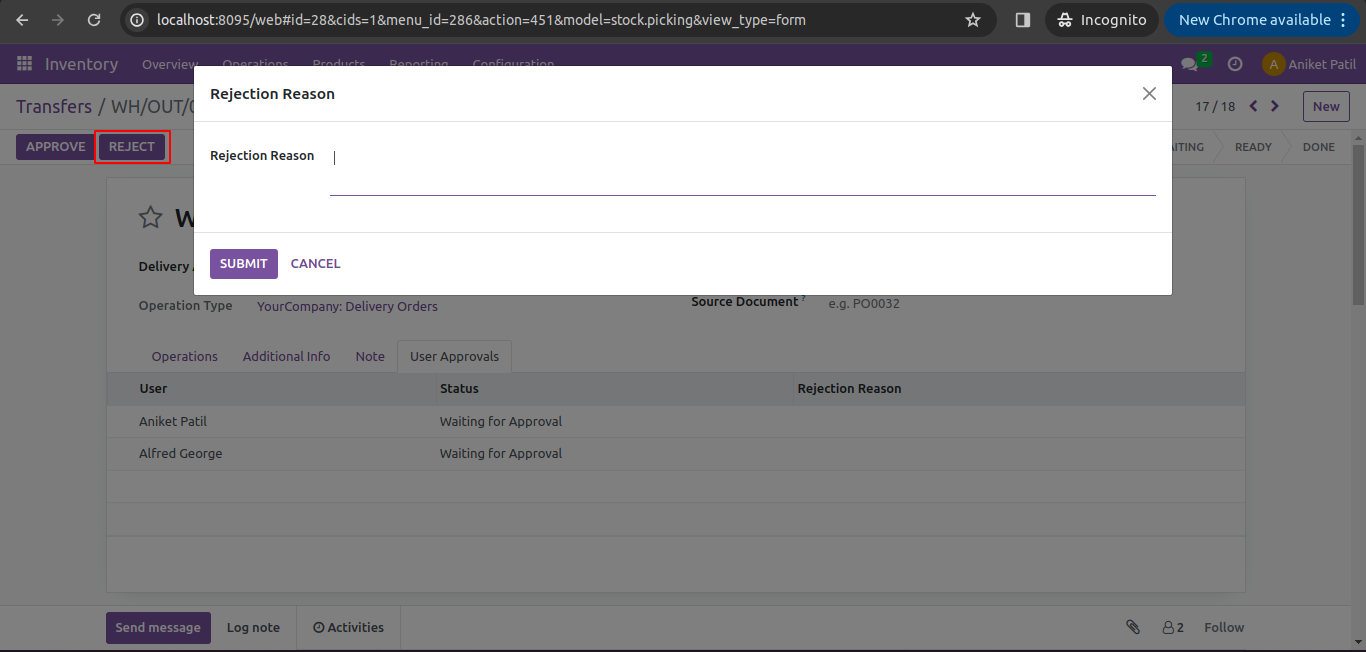 localhost:8095/web#id=28&cids=1&menu_id=286&action=451&model=stock.picking&view_type=form
Incognito
New Chrome available
Inventory Overview Operations Products Reporting Configuration
2
A Aniket Patil
Transfers / WH/OUT/
17 / 18
New
APPROVE REJECT
READY DONE
Rejection Reason
Rejection Reason
SUBMIT CANCEL
W
Delivery
Operation Type YourCompany: Delivery Orders
Source Document ? e.g. PO0032
Operations Additional Info Note User Approvals
User Status Rejection Reason
Aniket Patil Waiting for Approval
Alfred George Waiting for Approval
Send message Log note Activities
2 Follow